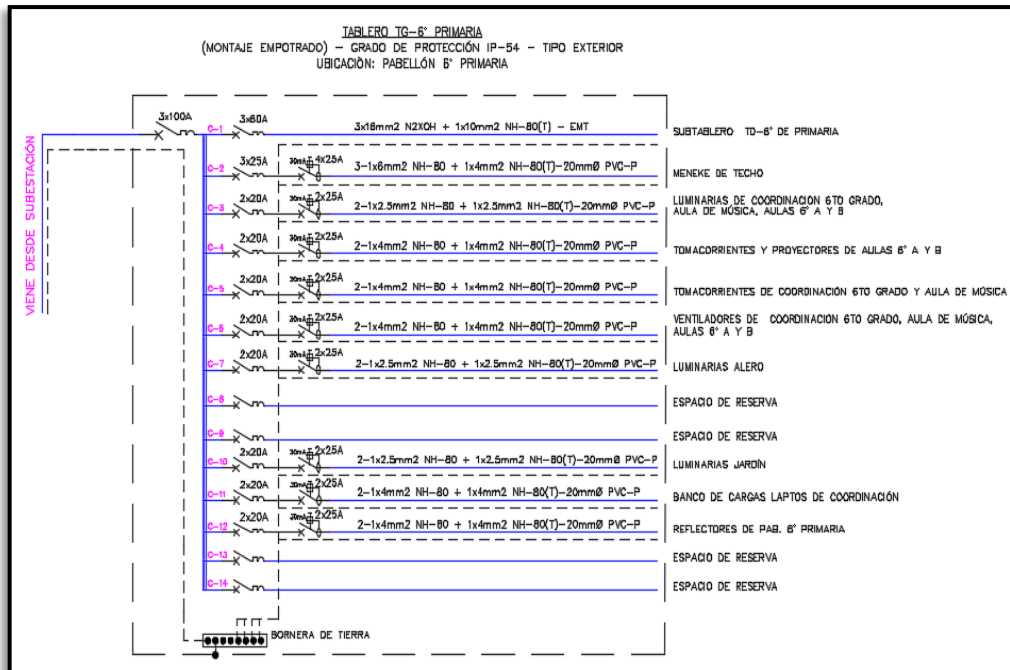 TABLERO TG-6° PRIMARIA
(MONTAJE EMPOTRADO) - GRADO DE PROTECCIÓN IP-54 - TIPO EXTERIOR
UBICACIÓN: PABELLÓN 6° PRIMARIA
VIENE DESDE SUBESTACIÓN
3x100A
C-1 3x60A 3x16mm2 N2XOH + 1x10mm2 NH-80(T) - EMT SUBTABLERO TD-6° DE PRIMARIA
C-2 3x25A 30mA 4x25A 3-1x6mm2 NH-80 + 1x4mm2 NH-80(T)-20mmØ PVC-P MENEKE DE TECHO
C-3 2x20A 30mA 2x25A 2-1x2.5mm2 NH-80 + 1x2.5mm2 NH-80(T)-20mmØ PVC-P LUMINARIAS DE COORDINACION 6TO GRADO,
AULA DE MÚSICA, AULAS 6° A Y B
C-4 2x20A 30mA 2x25A 2-1x4mm2 NH-80 + 1x4mm2 NH-80(T)-20mmØ PVC-P TOMACORRIENTES Y PROYECTORES DE AULAS 6° A Y B
C-5 2x20A 30mA 2x25A 2-1x4mm2 NH-80 + 1x4mm2 NH-80(T)-20mmØ PVC-P TOMACORRIENTES DE COORDINACIÓN 6TO GRADO Y AULA DE MÚSICA
C-6 2x20A 30mA 2x25A 2-1x4mm2 NH-80 + 1x4mm2 NH-80(T)-20mmØ PVC-P VENTILADORES DE COORDINACION 6TO GRADO, AULA DE MÚSICA,
AULAS 6° A Y B
C-7 2x20A 30mA 2x25A 2-1x2.5mm2 NH-80 + 1x2.5mm2 NH-80(T)-20mmØ PVC-P LUMINARIAS ALERO
C-8 ESPACIO DE RESERVA
C-9 ESPACIO DE RESERVA
C-10 2x20A 30mA 2x25A 2-1x2.5mm2 NH-80 + 1x2.5mm2 NH-80(T)-20mmØ PVC-P LUMINARIAS JARDÍN
C-11 2x20A 30mA 2x25A 2-1x4mm2 NH-80 + 1x4mm2 NH-80(T)-20mmØ PVC-P BANCO DE CARGAS LAPTOS DE COORDINACIÓN
C-12 2x20A 30mA 2x25A 2-1x4mm2 NH-80 + 1x4mm2 NH-80(T)-20mmØ PVC-P REFLECTORES DE PAB. 6° PRIMARIA
C-13 ESPACIO DE RESERVA
C-14 ESPACIO DE RESERVA
BORNERA DE TIERRA